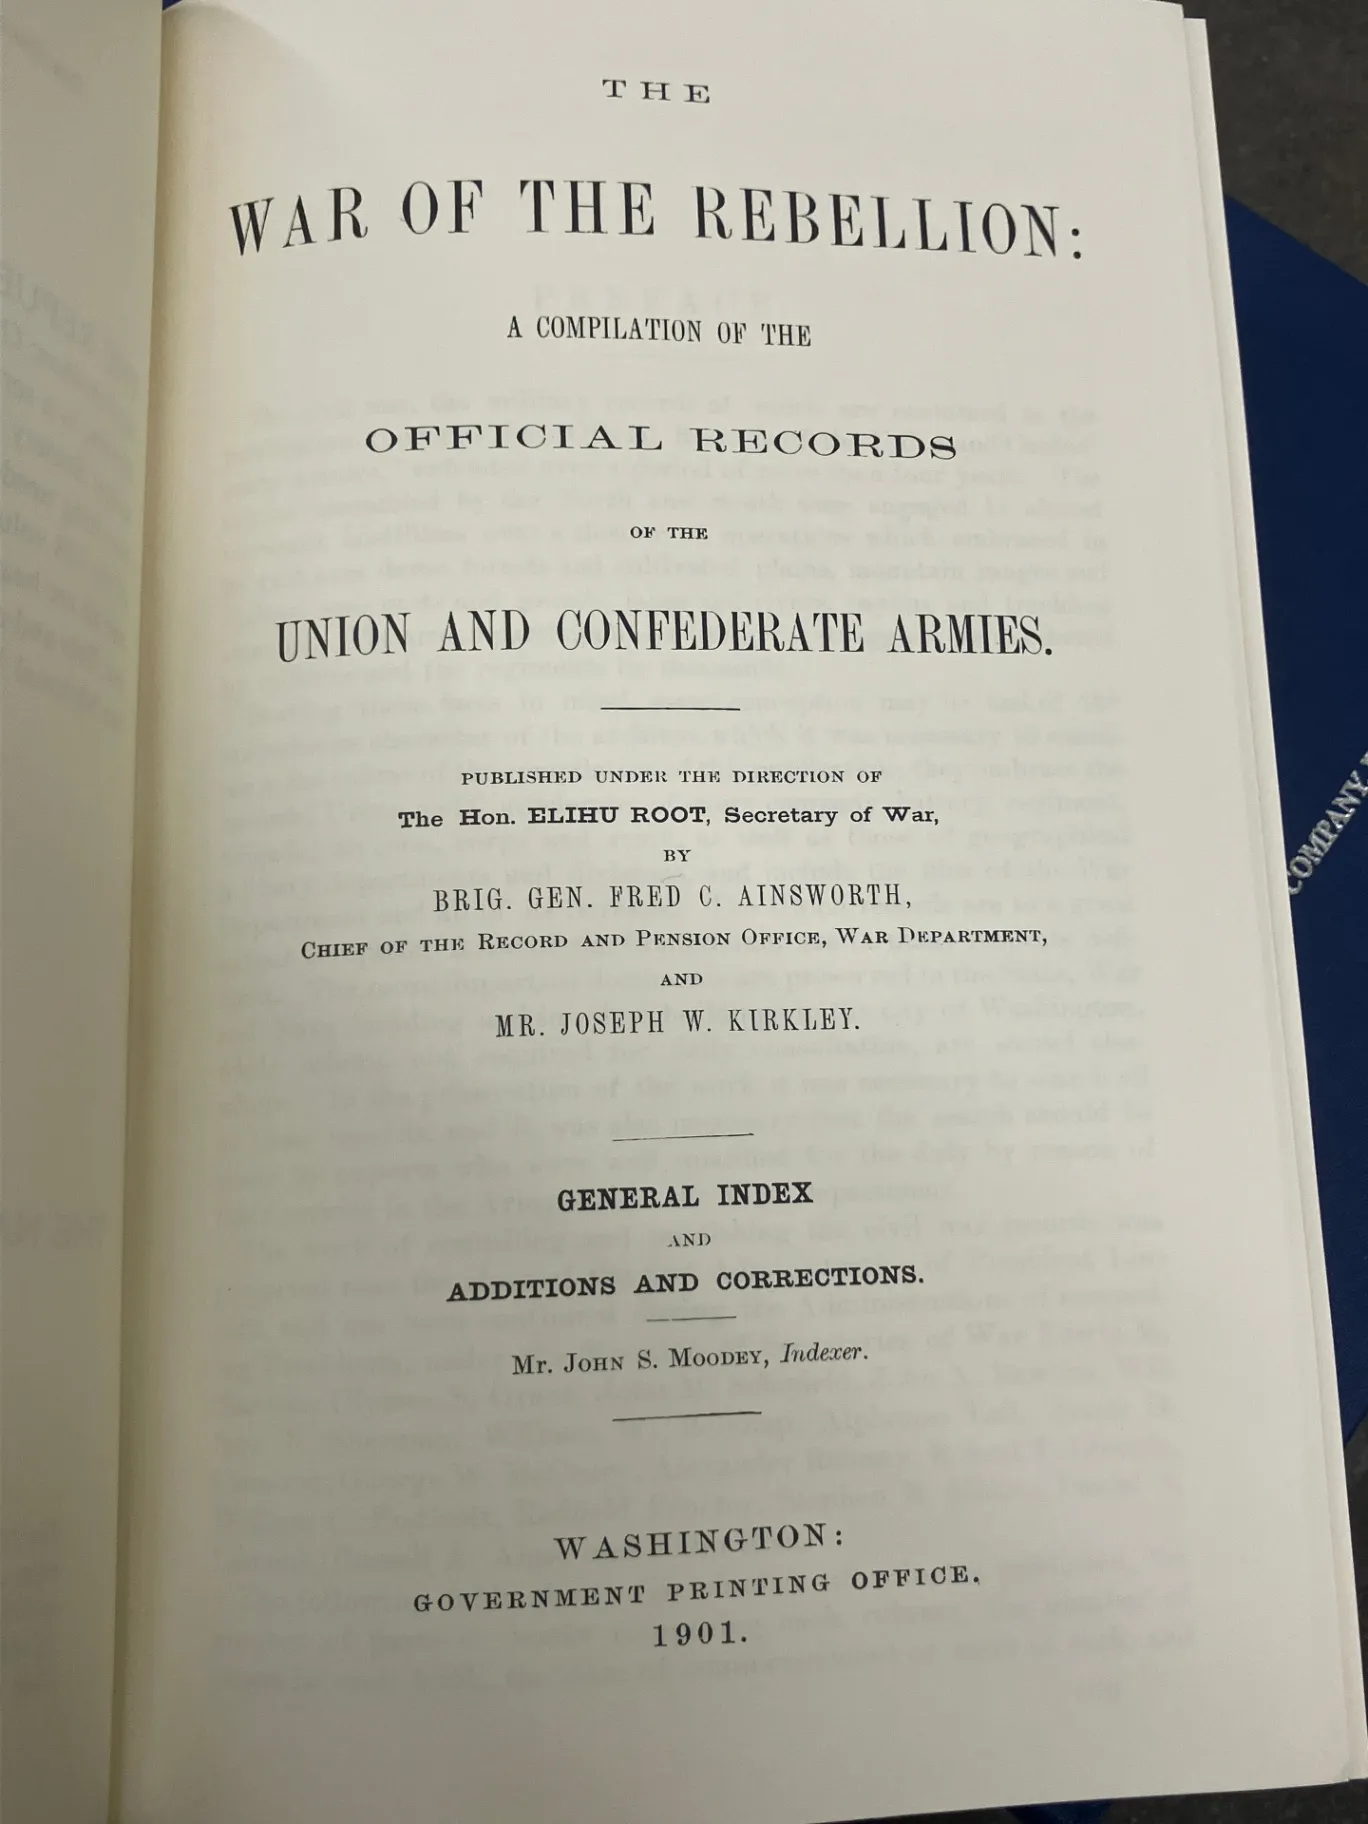 THE
WAR OF THE REBELLION:
A COMPILATION OF THE
OFFICIAL RECORDS
OF THE
UNION AND CONFEDERATE ARMIES.
PUBLISHED UNDER THE DIRECTION OF
The Hon. ELIHU ROOT, Secretary of War,
BY
BRIG. GEN. FRED C. AINSWORTH,
CHIEF OF THE RECORD AND PENSION OFFICE, WAR DEPARTMENT,
AND
MR. JOSEPH W. KIRKLEY.
GENERAL INDEX
AND
ADDITIONS AND CORRECTIONS.
Mr. JOHN S. MOODEY, Indexer.
WASHINGTON:
GOVERNMENT PRINTING OFFICE.
1901.
COMPANY